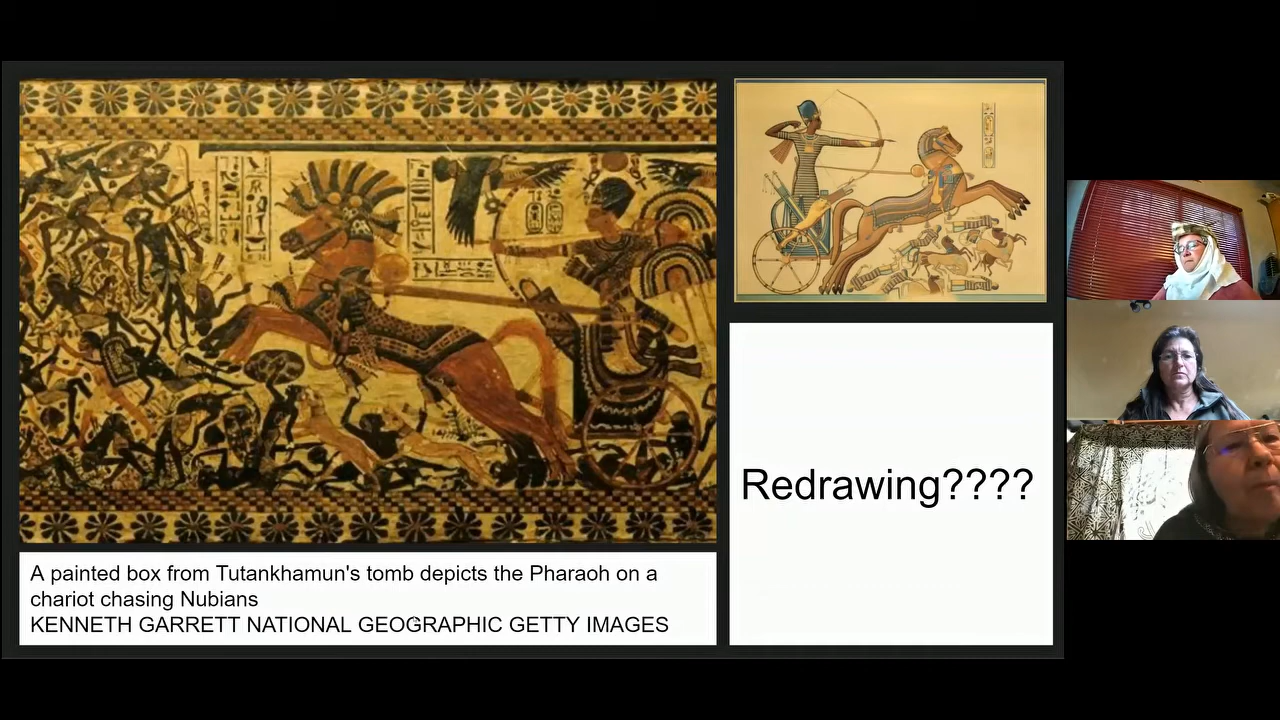 A painted box from Tutankhamun's tomb depicts the Pharaoh on a
chariot chasing Nubians
KENNETH GARRETT NATIONAL GEOGRAPHIC GETTY IMAGES
Redrawing????